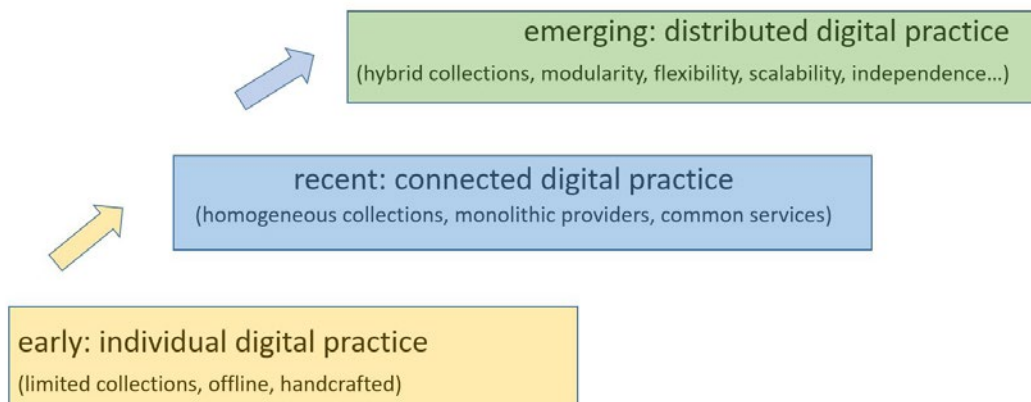 emerging: distributed digital practice
(hybrid collections, modularity, flexibility, scalability, independence...)
recent: connected digital practice
(homogeneous collections, monolithic providers, common services)
early: individual digital practice
(limited collections, offline, handcrafted)